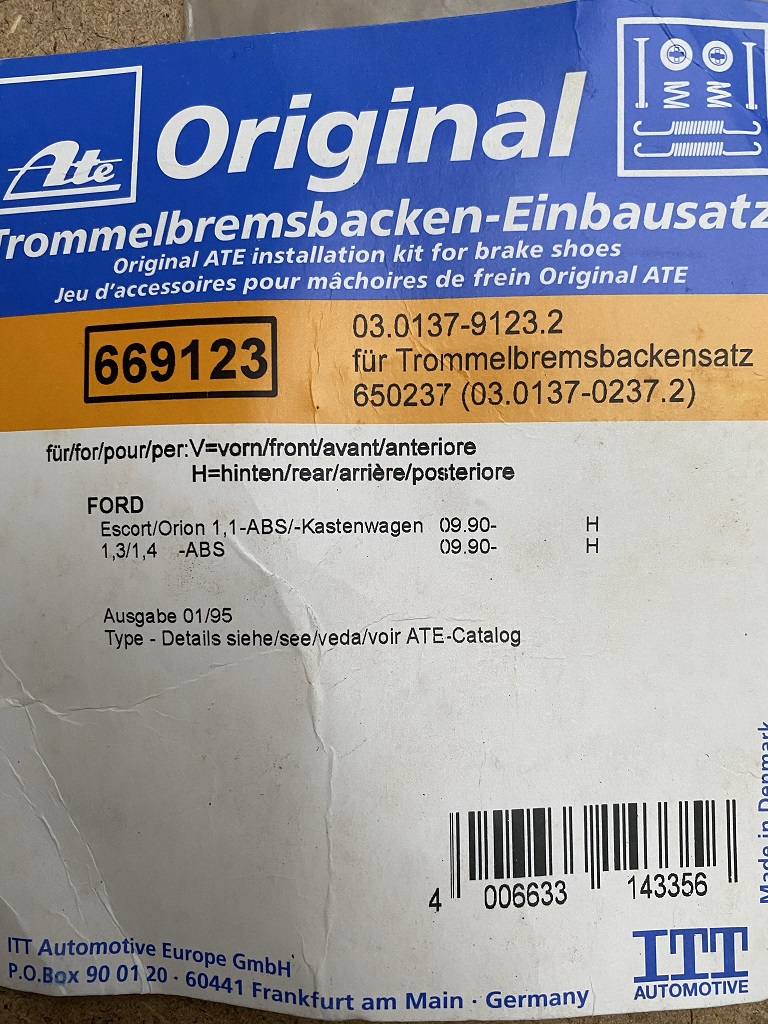 Ate Original
Trommelbremsbacken-Einbausatz
Original ATE installation kit for brake shoes
Jeu d'accessoires pour mâchoires de frein Original ATE
669123
03.0137-9123.2
für Trommelbremsbackensatz
650237 (03.0137-0237.2)
für/for/pour/per:V=vorn/front/avant/anteriore
H=hinten/rear/arrière/posteriore
FORD
Escort/Orion 1,1-ABS/-Kastenwagen 09.90- H
1,3/1,4 -ABS 09.90- H
Ausgabe 01/95
Type - Details siehe/see/veda/voir ATE-Catalog
Made in Denmark
4 006633 143356
ITT Automotive Europe GmbH
P.O.Box 90 01 20 · 60441 Frankfurt am Main · Germany
ITT
AUTOMOTIVE